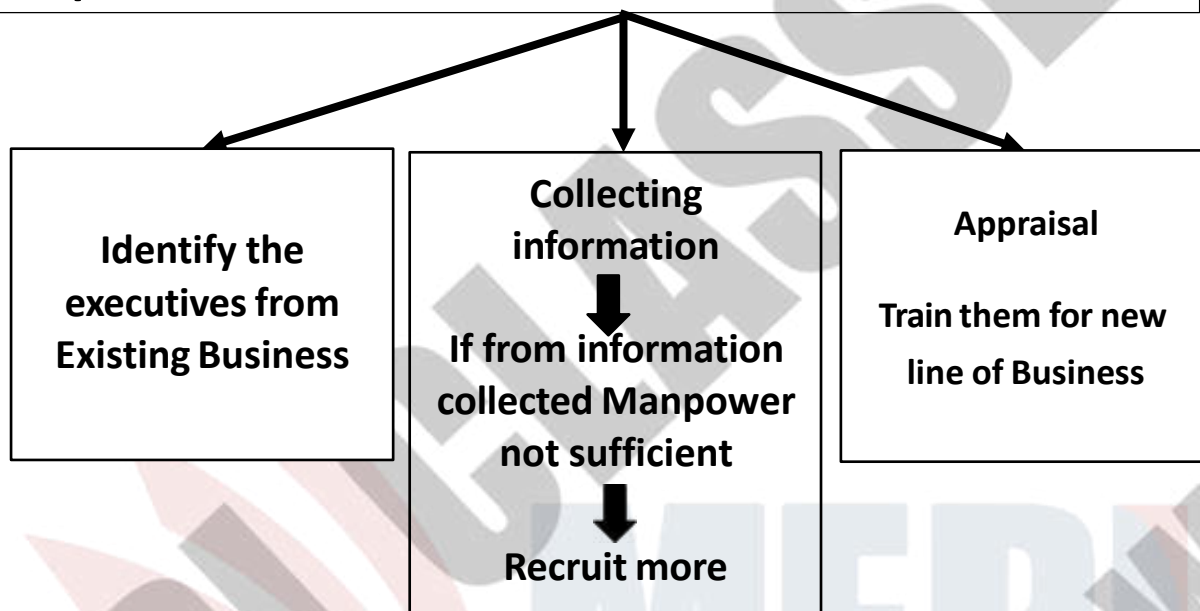 Identify the
executives from
Existing Business
Collecting
information
If from information
collected Manpower
not sufficient
Recruit more
Appraisal
Train them for new
line of Business
CLASSES